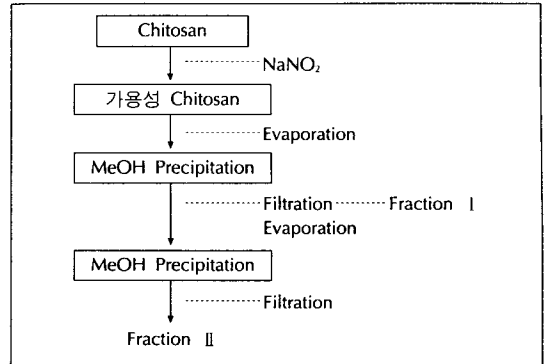 Chitosan
NaNO₂
가용성 Chitosan
Evaporation
MeOH Precipitation
Filtration Fraction Ⅰ
Evaporation
MeOH Precipitation
Filtration
Fraction Ⅱ